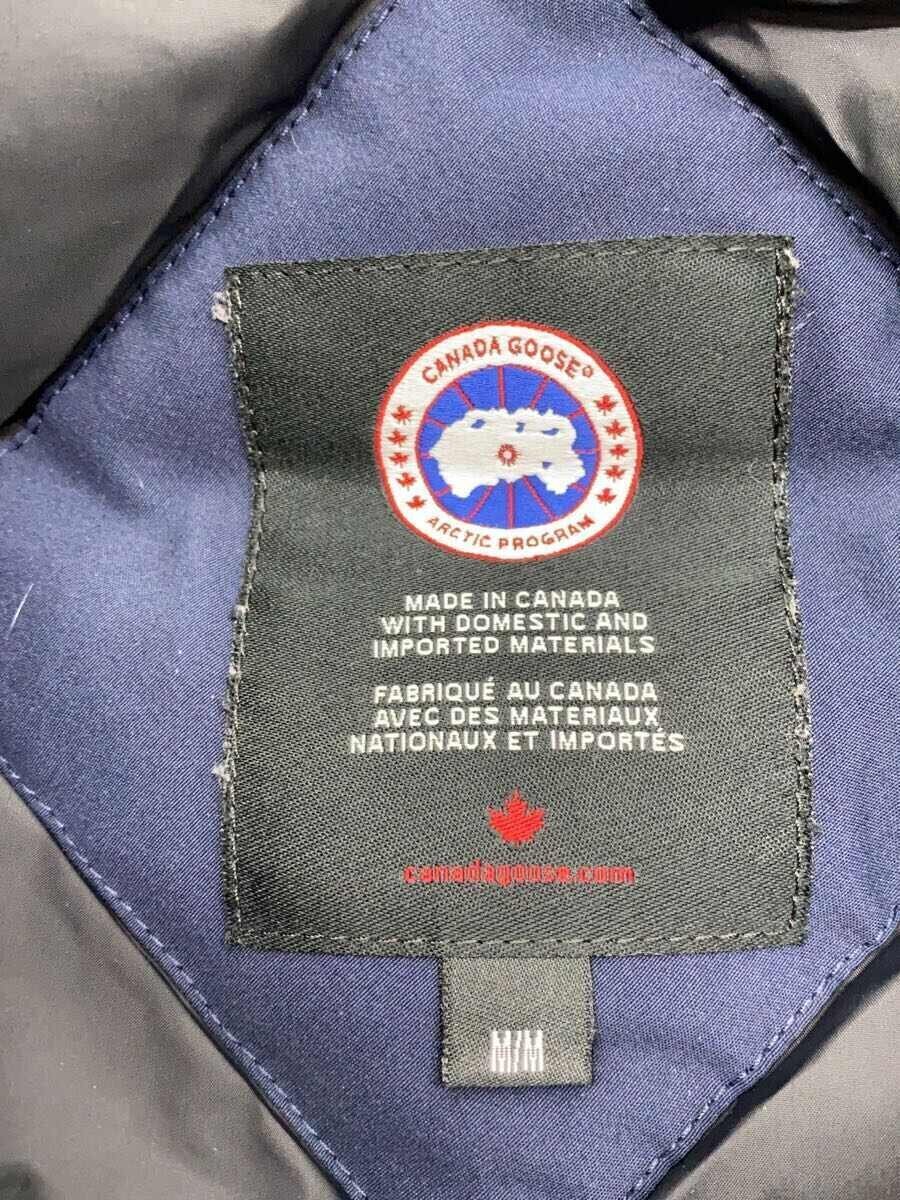 CANADA GOOSE®
ARCTIC PROGRAM
MADE IN CANADA
WITH DOMESTIC AND
IMPORTED MATERIALS
FABRIQUÉ AU CANADA
AVEC DES MATERIAUX
NATIONAUX ET IMPORTÉS
canadagoose.com
M/M